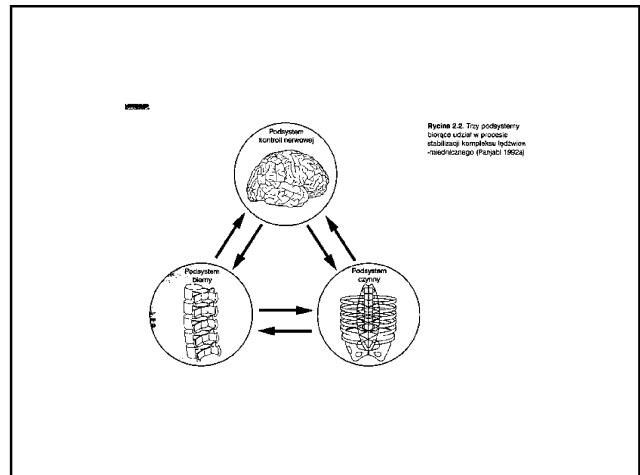 Podsystem
kontroli nerwowej
Rycina 2.2. Trzy podsystemy
biorące udział w procesie
stabilizacji kompleksu lędźwiow
-miednicznego (Panjabi 1992a)
Podsystem
bierny
Podsystem
czynny